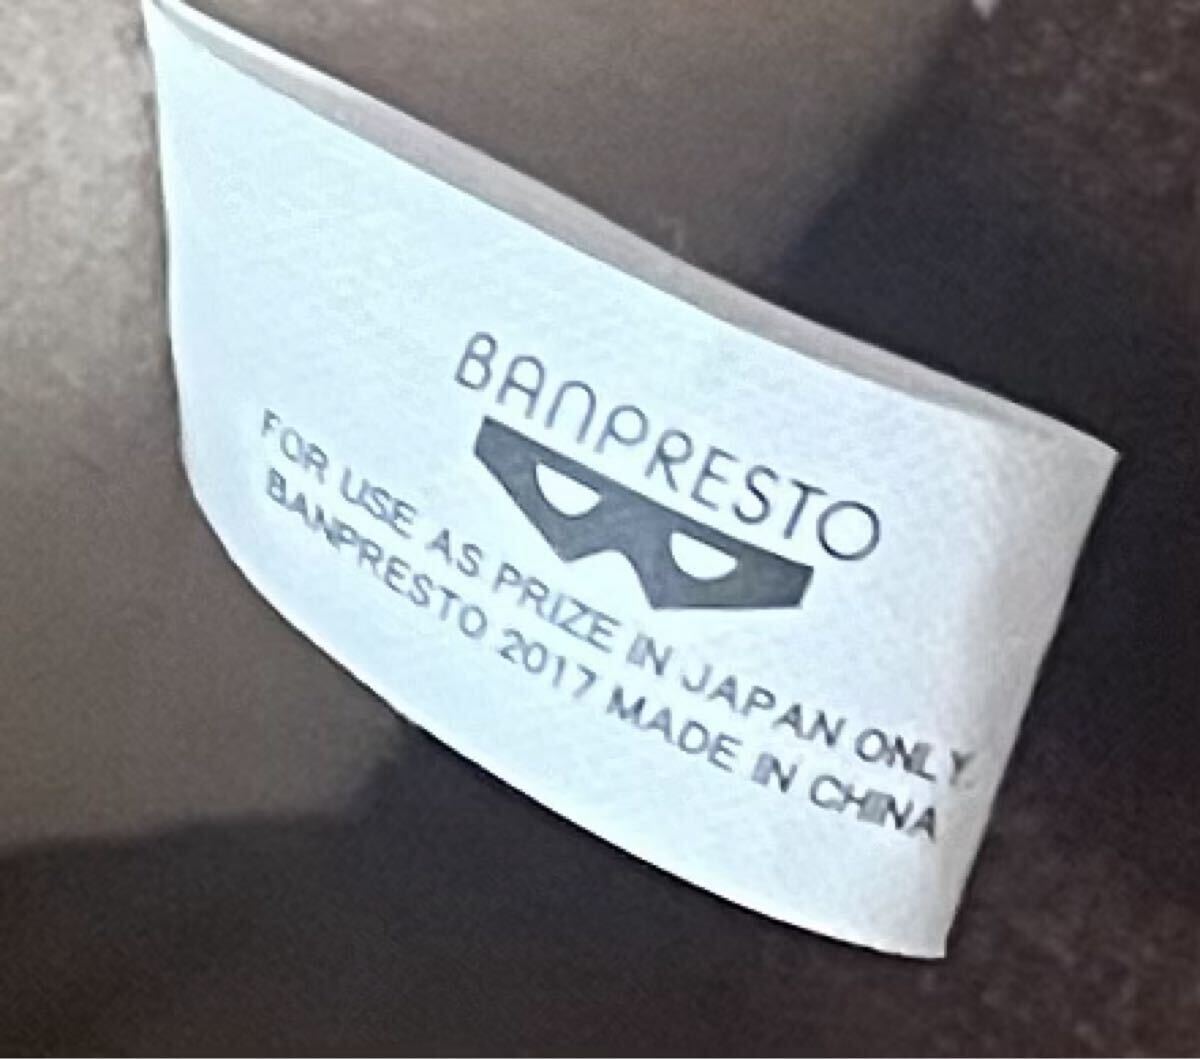 BANPRESTO
FOR USE AS PRIZE IN JAPAN ONLY.
BANPRESTO 2017 MADE IN CHINA